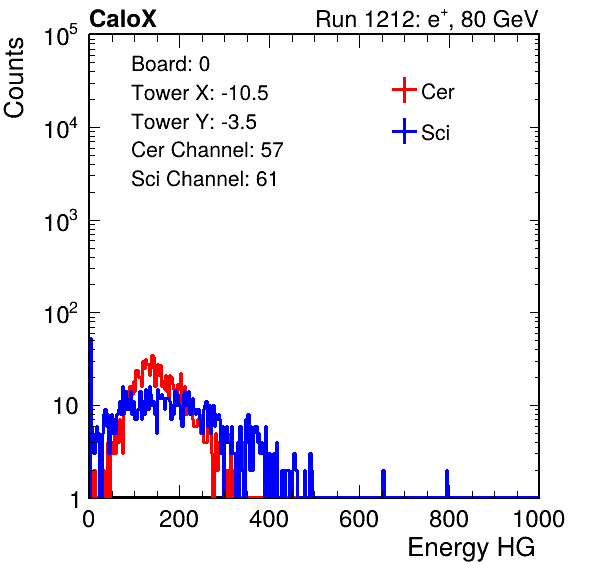 CaloX Run 1212: e⁺, 80 GeV
Counts
10⁵
10⁴
10³
10²
10
1
Board: 0
Tower X: -10.5
Tower Y: -3.5
Cer Channel: 57
Sci Channel: 61
Cer
Sci
0 200 400 600 800 1000
Energy HG